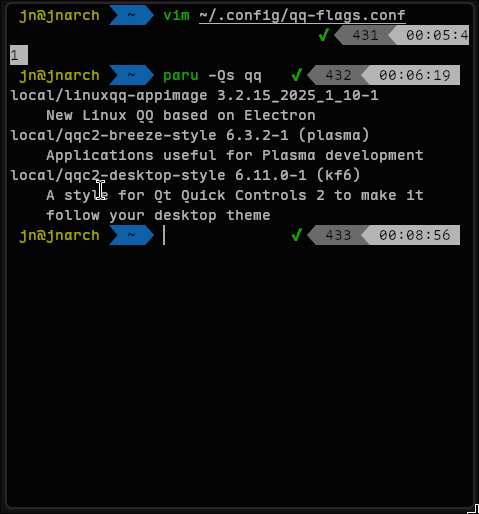 jn@jnarch ~ vim ~/.config/qq-flags.conf
✔ 431 00:05:4
1
jn@jnarch ~ paru -Qs qq ✔ 432 00:06:19
local/linuxqq-appimage 3.2.15_2025_1_10-1
New Linux QQ based on Electron
local/qqc2-breeze-style 6.3.2-1 (plasma)
Applications useful for Plasma development
local/qqc2-desktop-style 6.11.0-1 (kf6)
A style for Qt Quick Controls 2 to make it
follow your desktop theme
jn@jnarch ~ ✔ 433 00:08:56